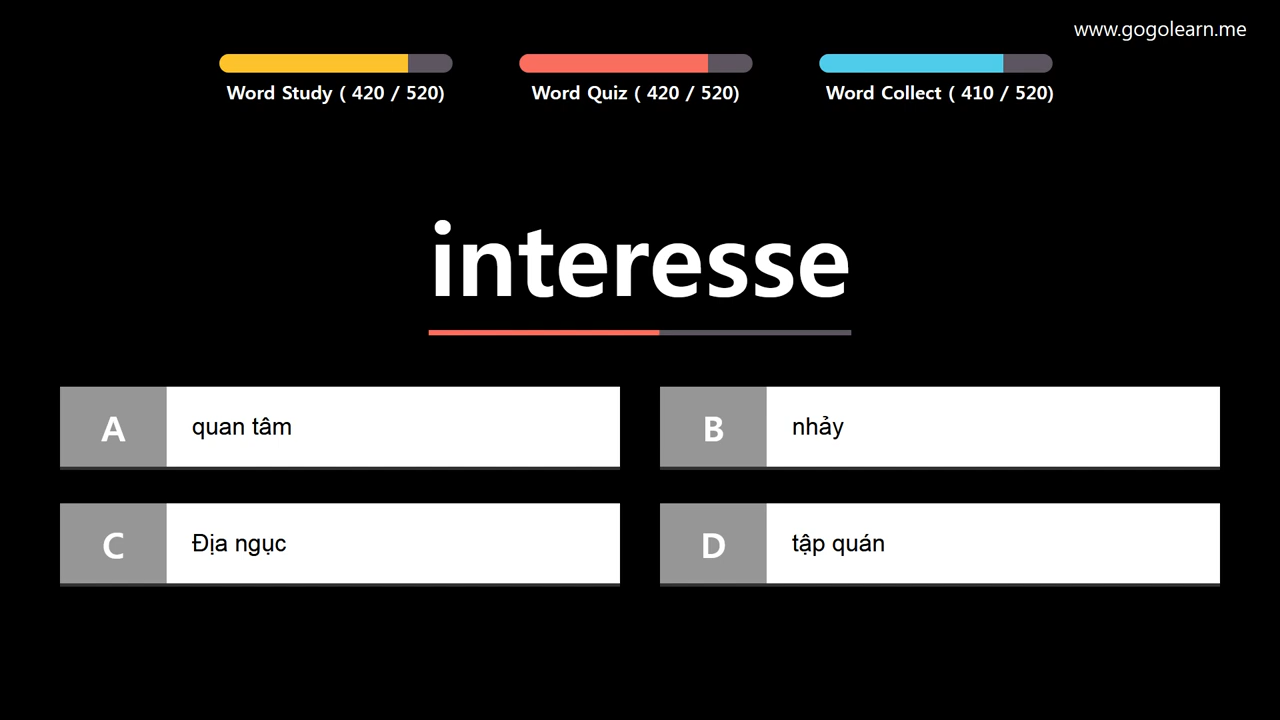 www.gogolearn.me
Word Study ( 420 / 520)
Word Quiz ( 420 / 520)
Word Collect ( 410 / 520)
interesse
A
quan tâm
B
nhảy
C
Địa ngục
D
tập quán